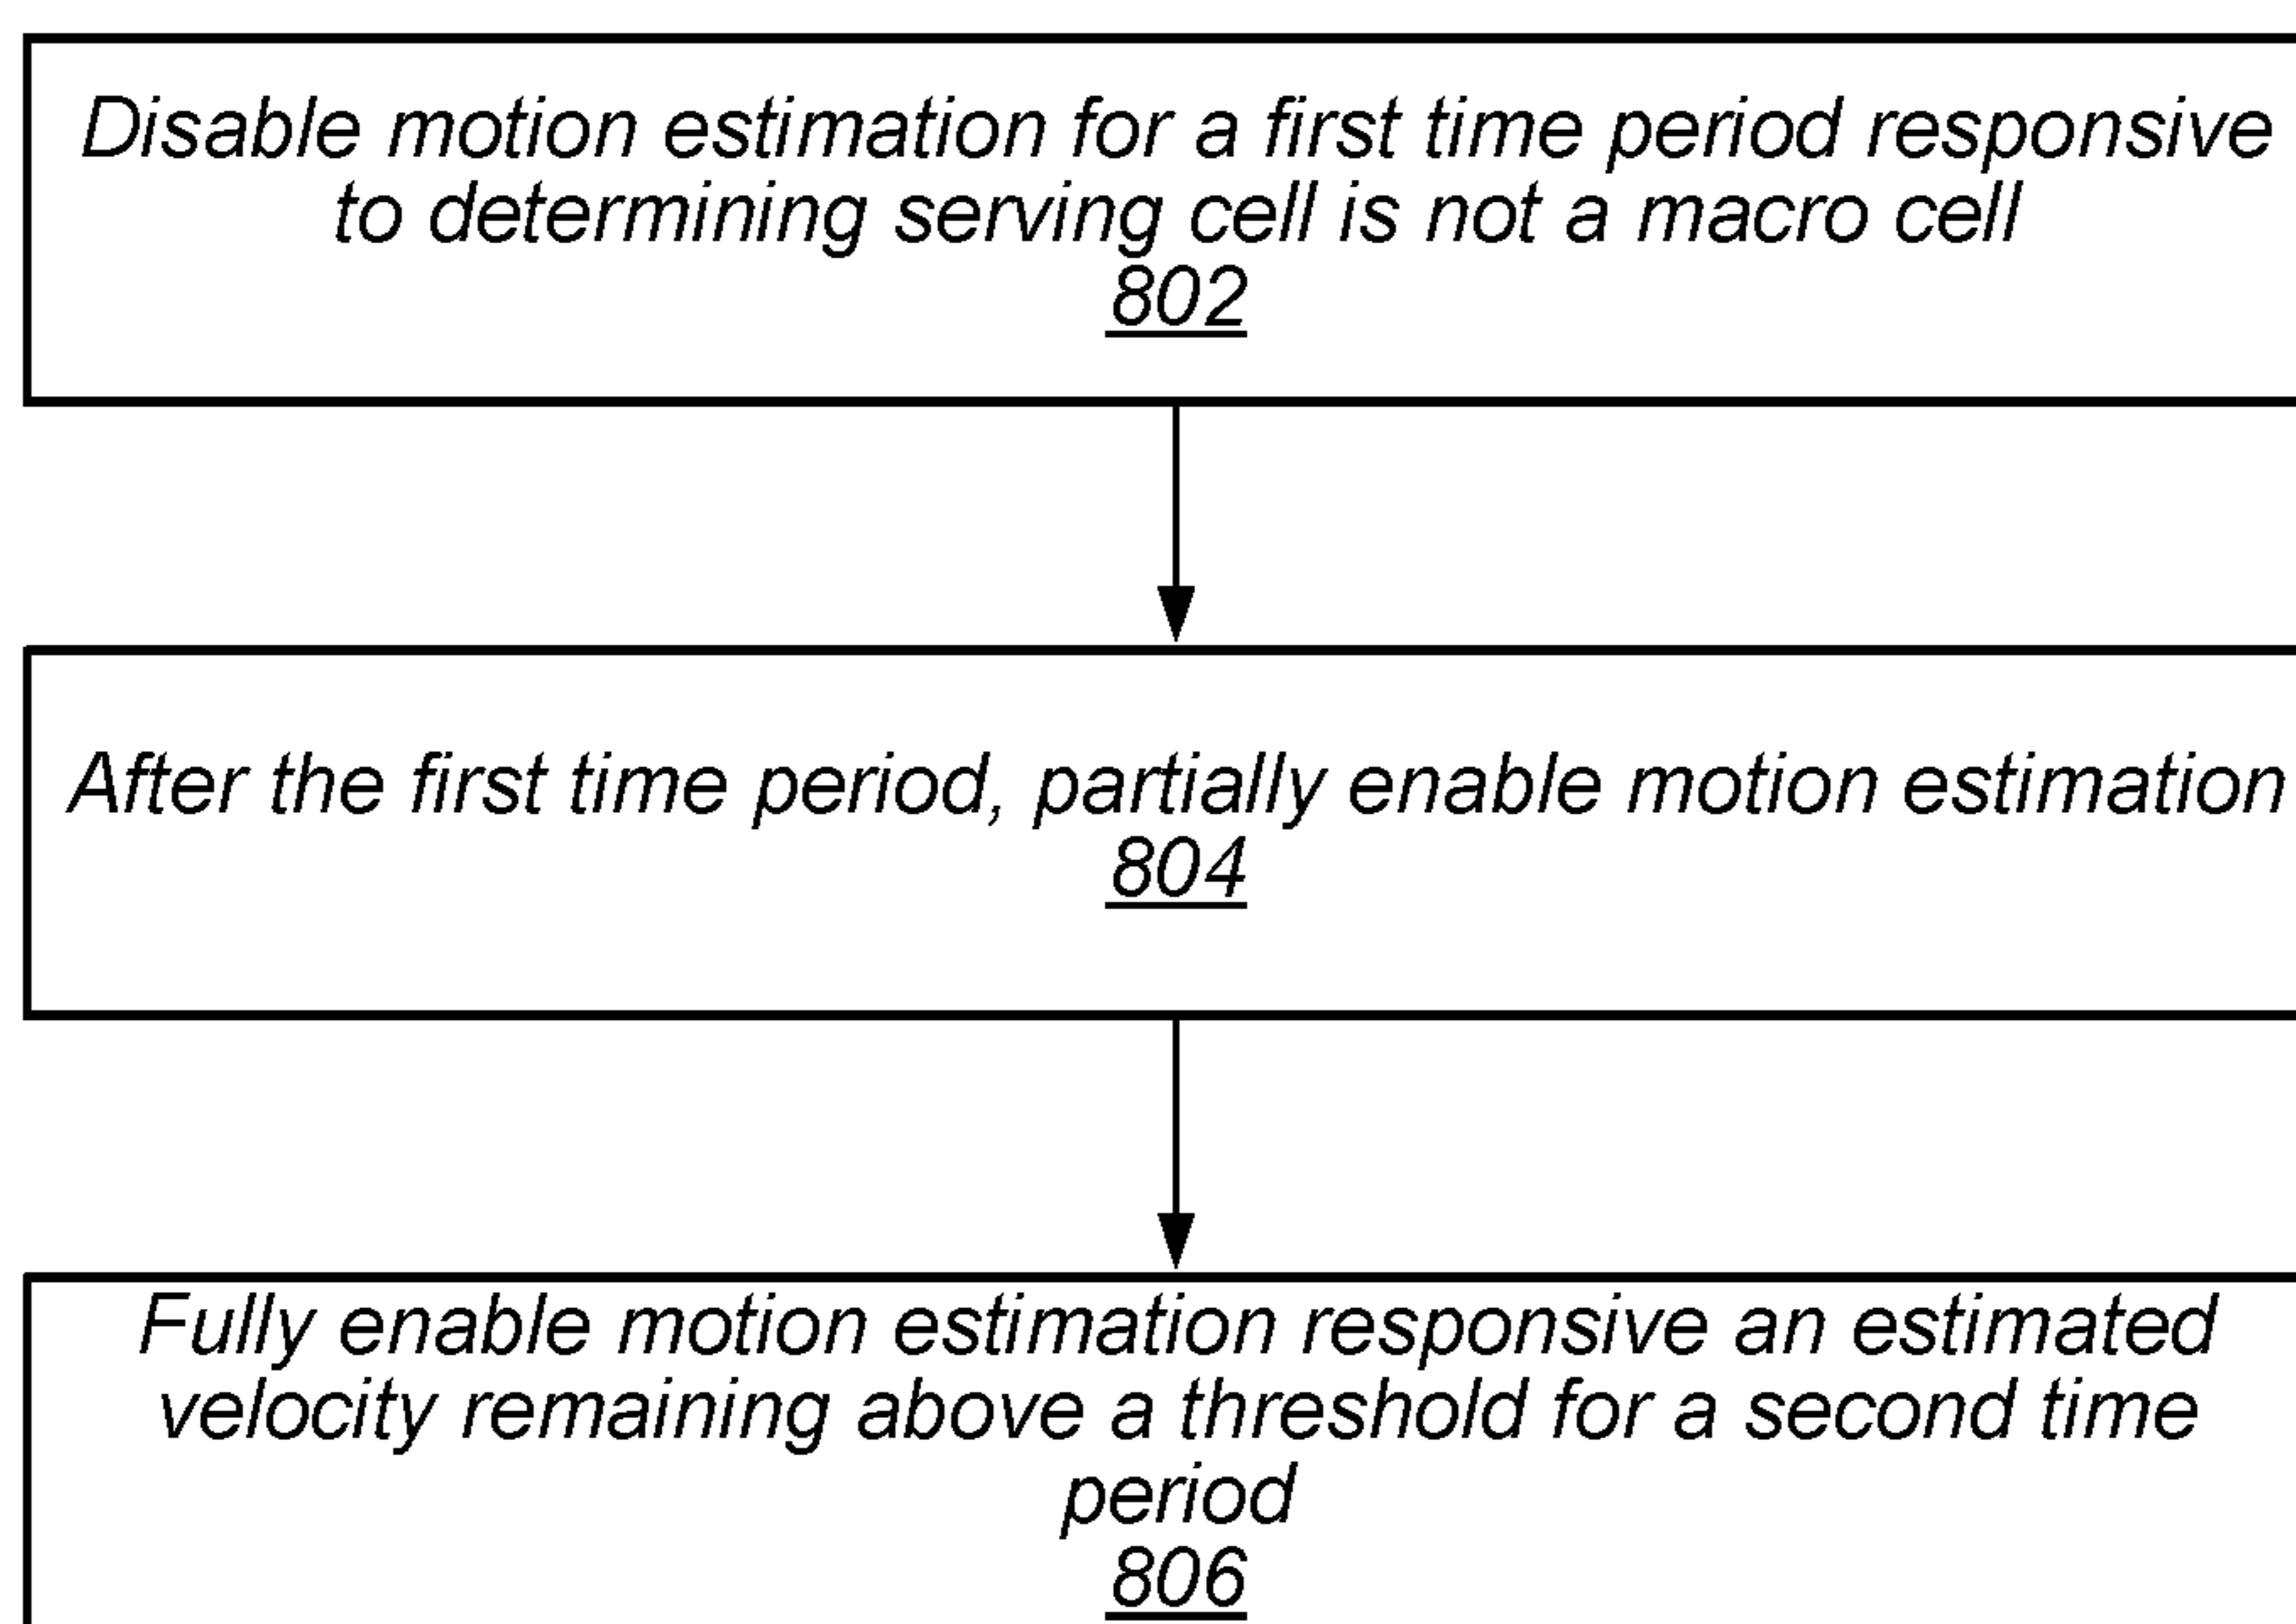 Disable motion estimation for a first time period responsive
to determining serving cell is not a macro cell
802
After the first time period, partially enable motion estimation
804
Fully enable motion estimation responsive an estimated
velocity remaining above a threshold for a second time
period
806